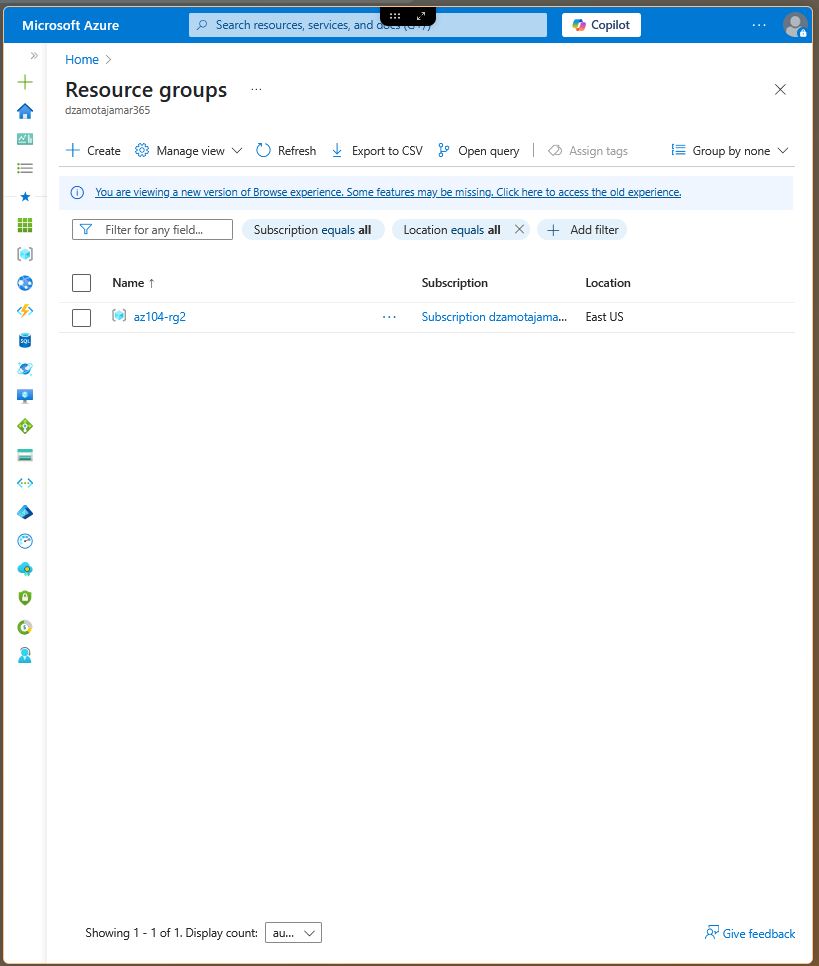 Microsoft Azure
Search resources, services, and docs (G+/)
Copilot
Home
Resource groups
dzamotajamar365
Create
Manage view
Refresh
Export to CSV
Open query
Assign tags
Group by none
You are viewing a new version of Browse experience. Some features may be missing. Click here to access the old experience.
Filter for any field...
Subscription equals all
Location equals all
Add filter
Name ↑
Subscription
Location
az104-rg2
Subscription dzamotajama...
East US
SQL
Showing 1 - 1 of 1. Display count:
au...
Give feedback